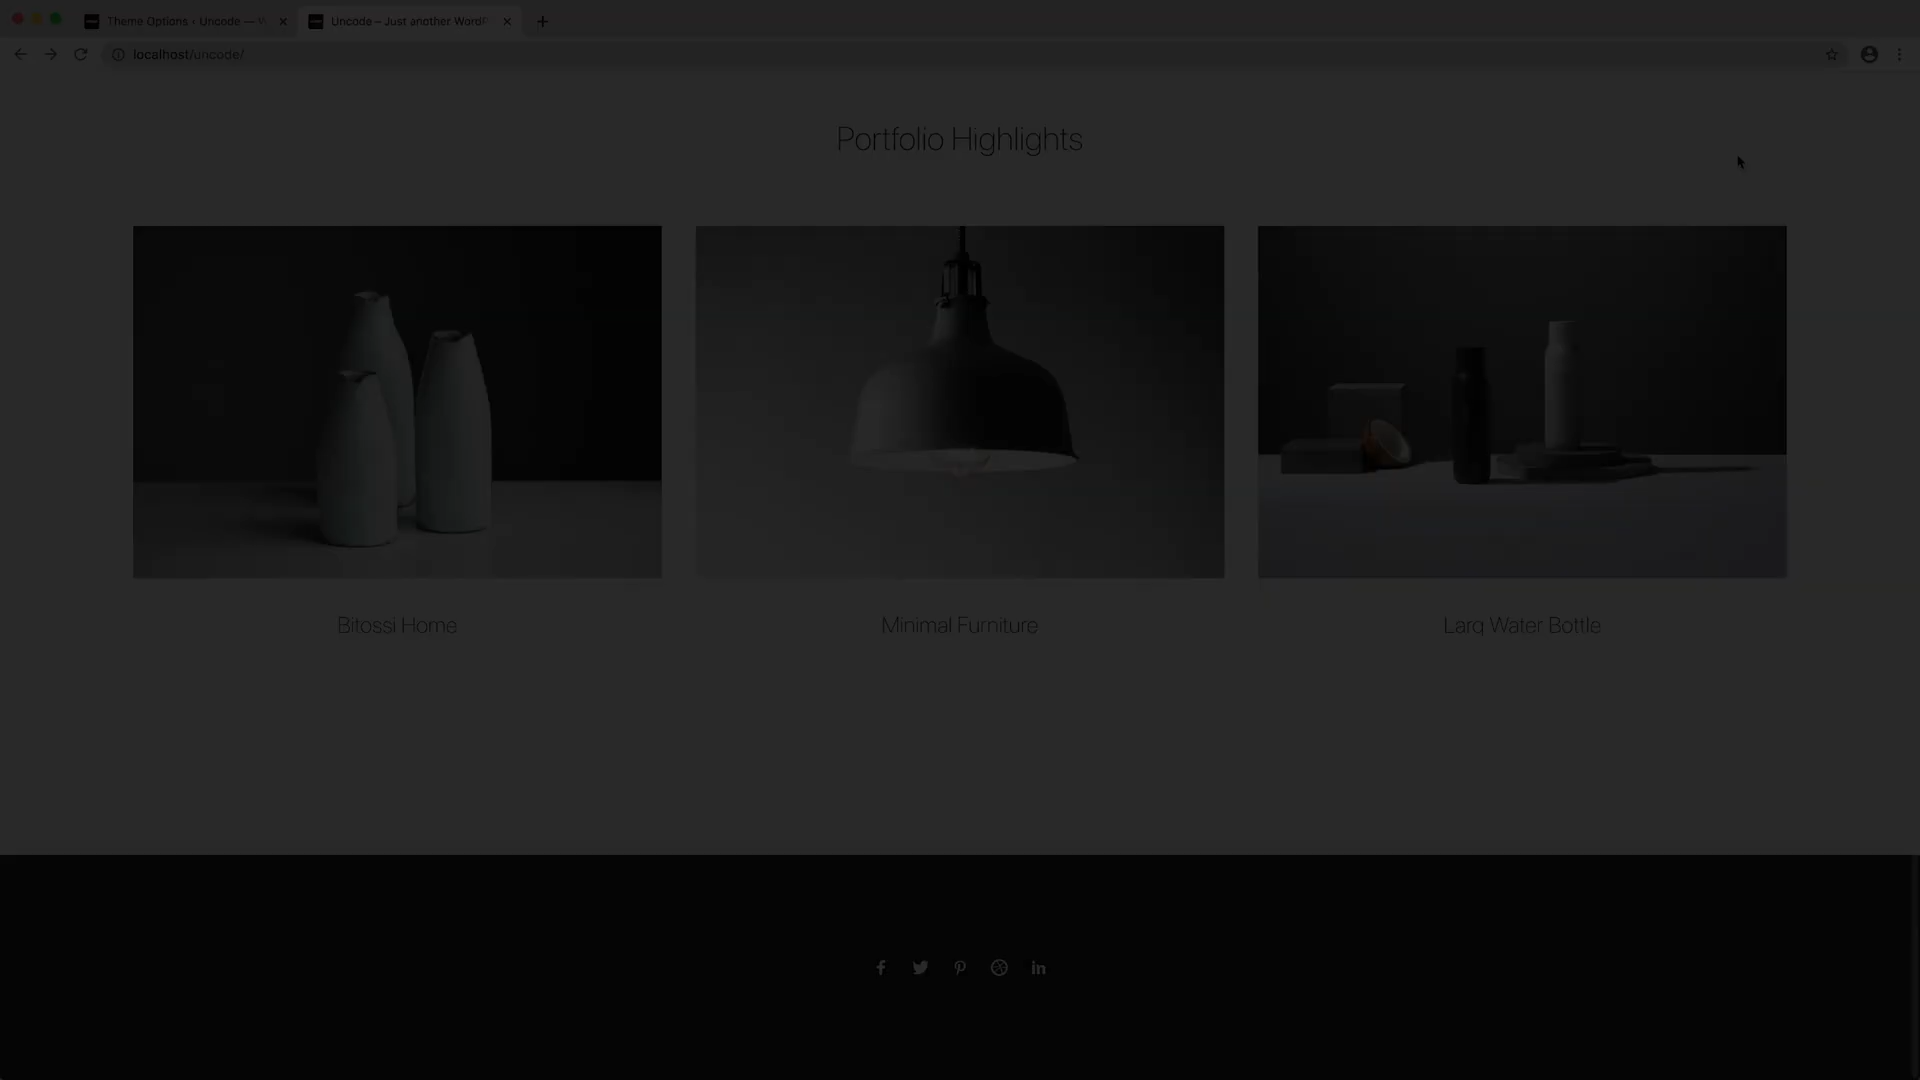 Theme Options ‹ Uncode — W
Uncode – Just another WordP
localhost/uncode/
Portfolio Highlights
Bitossi Home
Minimal Furniture
Larq Water Bottle